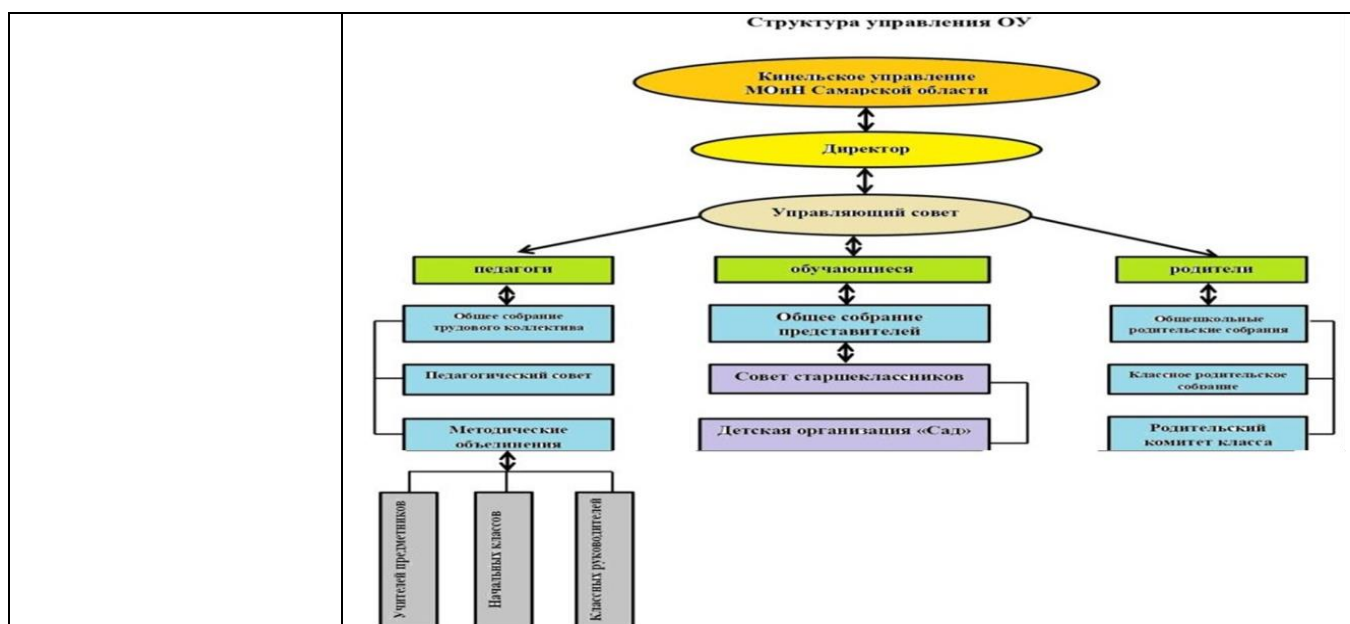 Структура управления ОУ
Кинельское управление
МОиН Самарской области
Директор
Управляющий совет
педагоги
обучающиеся
родители
Общее собрание
трудового коллектива
Общее собрание
представителей
Общешкольные
родительские собрания
Педагогический совет
Совет старшеклассников
Классное родительское
собрание
Методические
объединения
Детская организация «Сад»
Родительский
комитет класса
Учителей предметников
Начальных классов
Классных руководителей